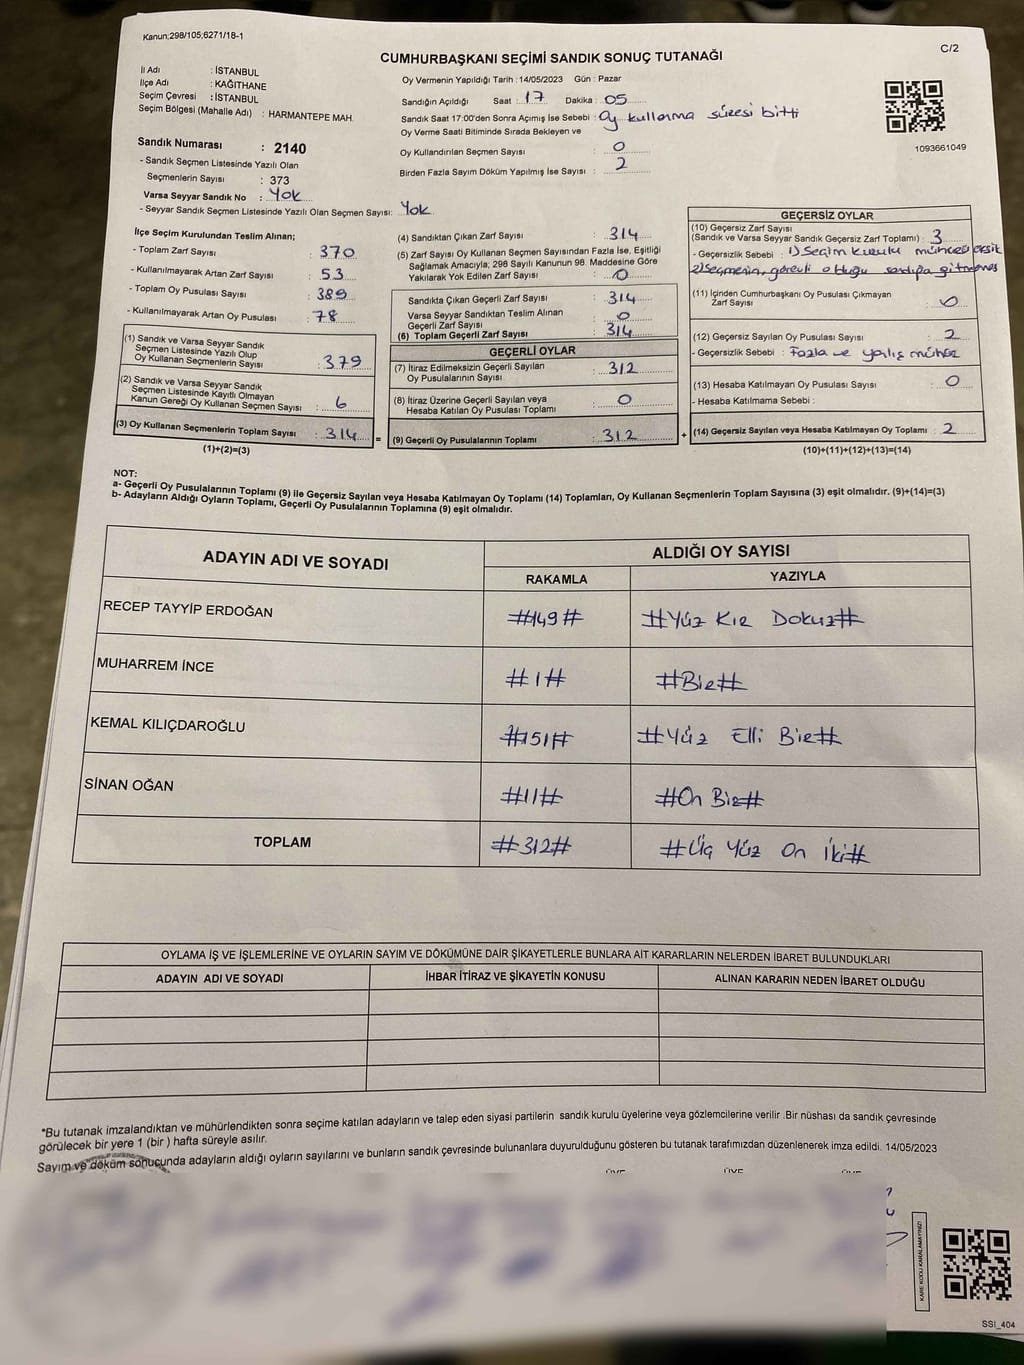 Kanun;298/105,6271/18-1
C/2
CUMHURBAŞKANI SEÇİMİ SANDIK SONUÇ TUTANAĞI
İl Adı : İSTANBUL
İlçe Adı : KAĞITHANE
Seçim Çevresi : İSTANBUL
Seçim Bölgesi (Mahalle Adı) : HARMANTEPE MAH.
Oy Vermenin Yapıldığı Tarih : 14/05/2023 Gün : Pazar
Sandığın Açıldığı Saat : 17 Dakika : 05
Sandık Saat 17:00'den Sonra Açımış İse Sebebi : Oy kullanma süresi bitti
Oy Verme Saati Bitiminde Sırada Bekleyen ve
Oy Kullandırılan Seçmen Sayısı : 0
Birden Fazla Sayım Döküm Yapılmış İse Sayısı : 2
1093661049
Sandık Numarası : 2140
- Sandık Seçmen Listesinde Yazılı Olan
Seçmenlerin Sayısı : 373
Varsa Seyyar Sandık No : Yok
- Seyyar Sandık Seçmen Listesinde Yazılı Olan Seçmen Sayısı: Yok
İlçe Seçim Kurulundan Teslim Alınan;
- Toplam Zarf Sayısı : 370
- Kullanılmayarak Artan Zarf Sayısı : 53
- Toplam Oy Pusulası Sayısı : 389
- Kullanılmayarak Artan Oy Pusulası : 78
(1) Sandık ve Varsa Seyyar Sandık
Seçmen Listesinde Yazılı Olup
Oy Kullanan Seçmenlerin Sayısı : 379
(2) Sandık ve Varsa Seyyar Sandık
Seçmen Listesinde Kayıtlı Olmayan
Kanun Gereği Oy Kullanan Seçmen Sayısı : 6
(3) Oy Kullanan Seçmenlerin Toplam Sayısı : 314 =
(1)+(2)=(3)
(4) Sandıktan Çıkan Zarf Sayısı : 314
(5) Zarf Sayısı Oy Kullanan Seçmen Sayısından Fazla İse, Eşitliği
Sağlamak Amacıyla; 298 Sayılı Kanunun 98. Maddesine Göre
Yakılarak Yok Edilen Zarf Sayısı : 0
Sandıkta Çıkan Geçerli Zarf Sayısı : 314
Varsa Seyyar Sandıktan Teslim Alınan
Geçerli Zarf Sayısı : 0
(6) Toplam Geçerli Zarf Sayısı : 314
GEÇERLİ OYLAR
(7) İtiraz Edilmeksizin Geçerli Sayılan
Oy Pusulalarının Sayısı : 312
(8) İtiraz Üzerine Geçerli Sayılan veya
Hesaba Katılan Oy Pusulası Toplamı : 0
(9) Geçerli Oy Pusulalarının Toplamı : 312 +
GEÇERSİZ OYLAR
(10) Geçersiz Zarf Sayısı
(Sandık ve Varsa Seyyar Sandık Geçersiz Zarf Toplamı) : 3
- Geçersizlik Sebebi : 1) Seçim kurulu mührü eksik
2) Seçmenin, görevli olduğu sandığa gitmemesi
(11) İçinden Cumhurbaşkanı Oy Pusulası Çıkmayan
Zarf Sayısı : 0
(12) Geçersiz Sayılan Oy Pusulası Sayısı : 2
- Geçersizlik Sebebi : Fazla ve yalış mühür
(13) Hesaba Katılmayan Oy Pusulası Sayısı : 0
- Hesaba Katılmama Sebebi :
(14) Geçersiz Sayılan veya Hesaba Katılmayan Oy Toplamı : 2
(10)+(11)+(12)+(13)=(14)
NOT:
a- Geçerli Oy Pusulalarının Toplamı (9) ile Geçersiz Sayılan veya Hesaba Katılmayan Oy Toplamı (14) Toplamları, Oy Kullanan Seçmenlerin Toplam Sayısına (3) eşit olmalıdır. (9)+(14)=(3)
b- Adayların Aldığı Oyların Toplamı, Geçerli Oy Pusulalarının Toplamına (9) eşit olmalıdır.
ADAYIN ADI VE SOYADI
ALDIĞI OY SAYISI
RAKAMLA YAZIYLA
RECEP TAYYİP ERDOĞAN #149# #Yüz Kır Dokuz#
MUHARREM İNCE #1# #Bir#
KEMAL KILIÇDAROĞLU #151# #Yüz Elli Bir#
SİNAN OĞAN #11# #On Bir#
TOPLAM #312# #Üç Yüz On İki#
OYLAMA İŞ VE İŞLEMLERİNE VE OYLARIN SAYIM VE DÖKÜMÜNE DAİR ŞİKAYETLERLE BUNLARA AİT KARARLARIN NELERDEN İBARET BULUNDUKLARI
ADAYIN ADI VE SOYADI İHBAR İTİRAZ VE ŞİKAYETİN KONUSU ALINAN KARARIN NEDEN İBARET OLDUĞU
*Bu tutanak imzalandıktan ve mühürlendikten sonra seçime katılan adayların ve talep eden siyasi partilerin sandık kurulu üyelerine veya gözlemcilerine verilir .Bir nüshası da sandık çevresinde
görülecek bir yere 1 (bir ) hafta süreyle asılır.
Sayım ve döküm sonucunda adayların aldığı oyların sayılarını ve bunların sandık çevresinde bulunanlara duyurulduğunu gösteren bu tutanak tarafımızdan düzenlenerek imza edildi. 14/05/2023
ÜYE ÜYE ÜYE
KARE KODU KARALAMAYINIZ!
SSI_404